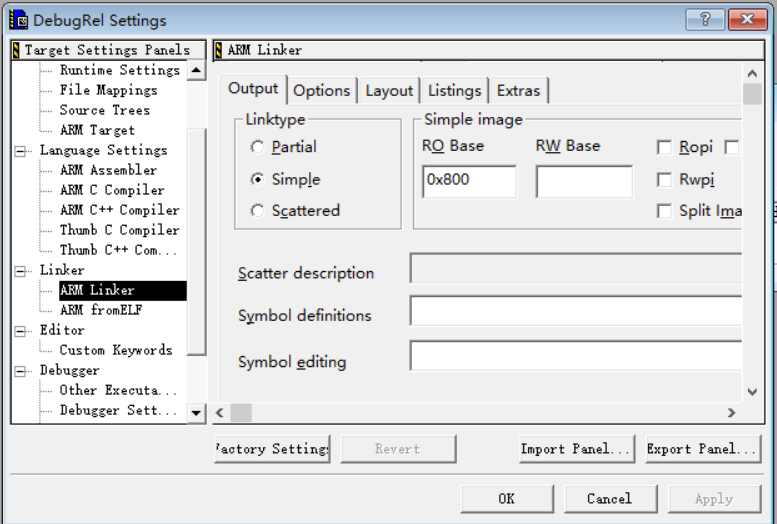 DebugRel Settings
Target Settings Panels
Runtime Settings
File Mappings
Source Trees
ARM Target
Language Settings
ARM Assembler
ARM C Compiler
ARM C++ Compiler
Thumb C Compiler
Thumb C++ Com...
Linker
ARM Linker
ARM fromELF
Editor
Custom Keywords
Debugger
Other Executa...
Debugger Sett...
ARM Linker
Output Options Layout Listings Extras
Linktype
Partial
Simple
Scattered
Simple image
RO Base RW Base Ropi
0x800 Rwpi
Split Ima
Scatter description
Symbol definitions
Symbol editing
Factory Settings Revert Import Panel... Export Panel...
OK Cancel Apply